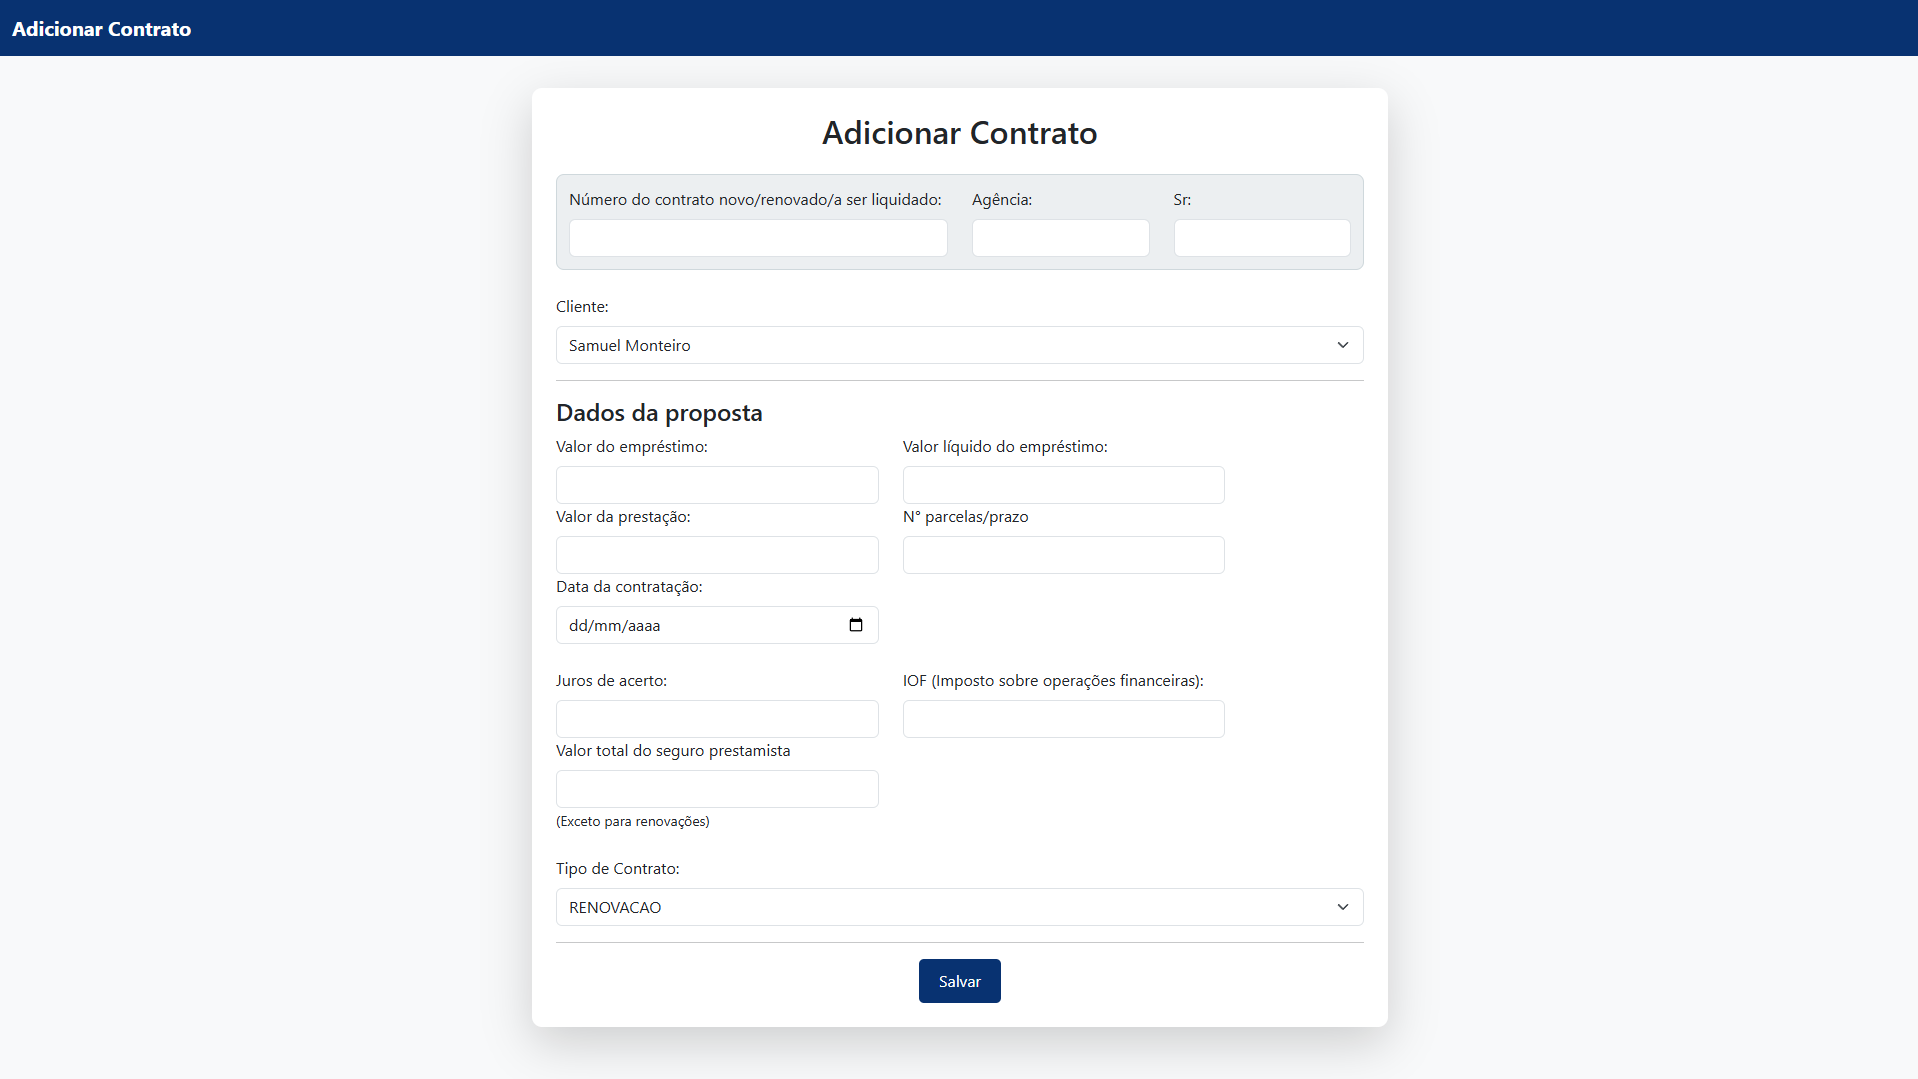 Adicionar Contrato
Adicionar Contrato
Número do contrato novo/renovado/a ser liquidado: Agência: Sr:
Cliente:
Samuel Monteiro
Dados da proposta
Valor do empréstimo: Valor líquido do empréstimo:
Valor da prestação: N° parcelas/prazo
Data da contratação:
dd/mm/aaaa
Juros de acerto: IOF (Imposto sobre operações financeiras):
Valor total do seguro prestamista
(Exceto para renovações)
Tipo de Contrato:
RENOVACAO
Salvar